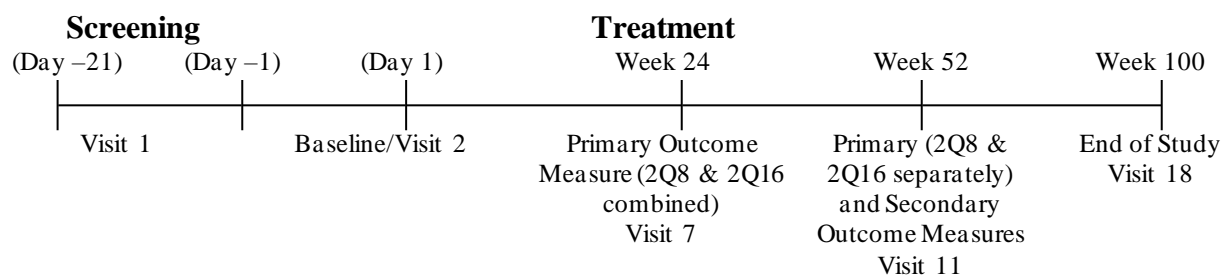 Screening Treatment
(Day –21) (Day –1) (Day 1) Week 24 Week 52 Week 100
Visit 1 Baseline/Visit 2 Primary Outcome Primary (2Q8 & End of Study
Measure (2Q8 & 2Q16 2Q16 separately) Visit 18
combined) and Secondary
Visit 7 Outcome Measures
Visit 11